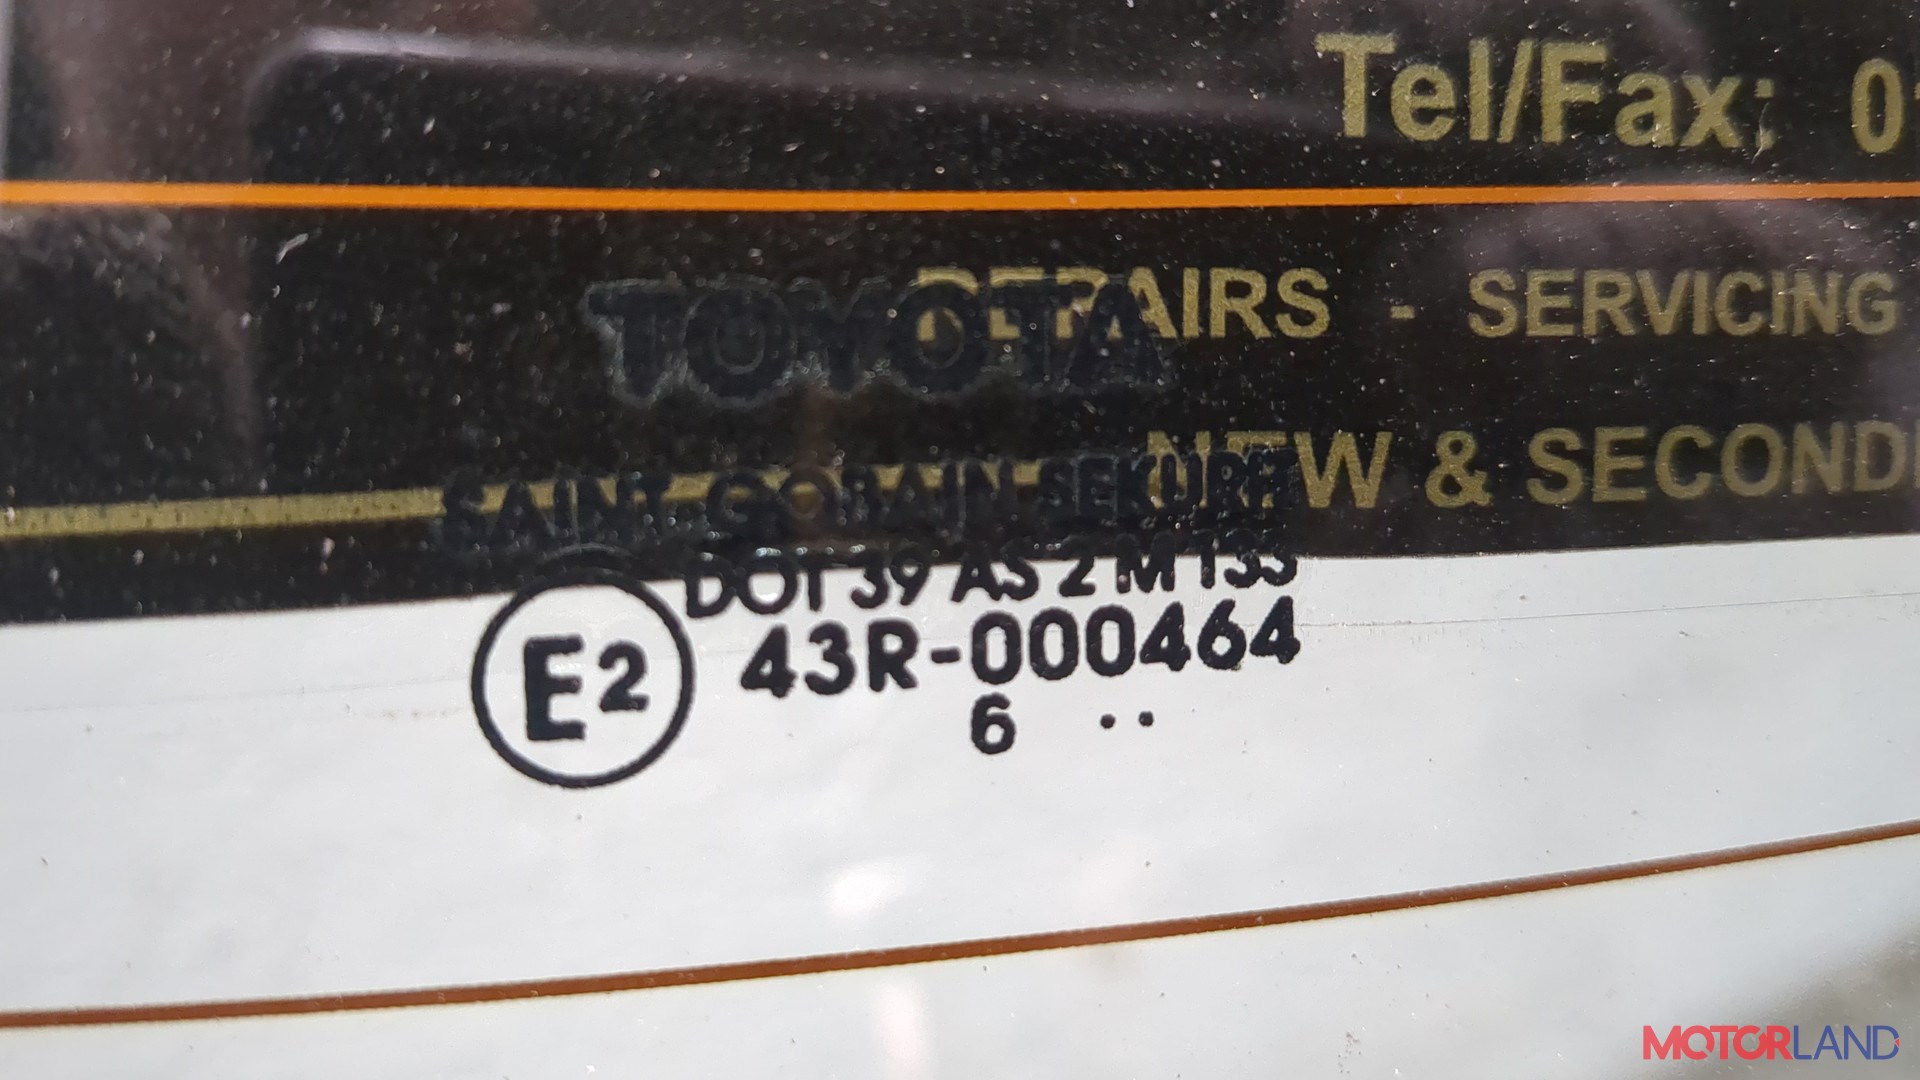 Tel/Fax: 0
REPAIRS - SERVICING
TOYOTA
NEW & SECOND
SAINT-GOBAIN SEKURIT
DOT 39 AS 2 M 133
E2 43R-000464
6 ..
MOTORLAND